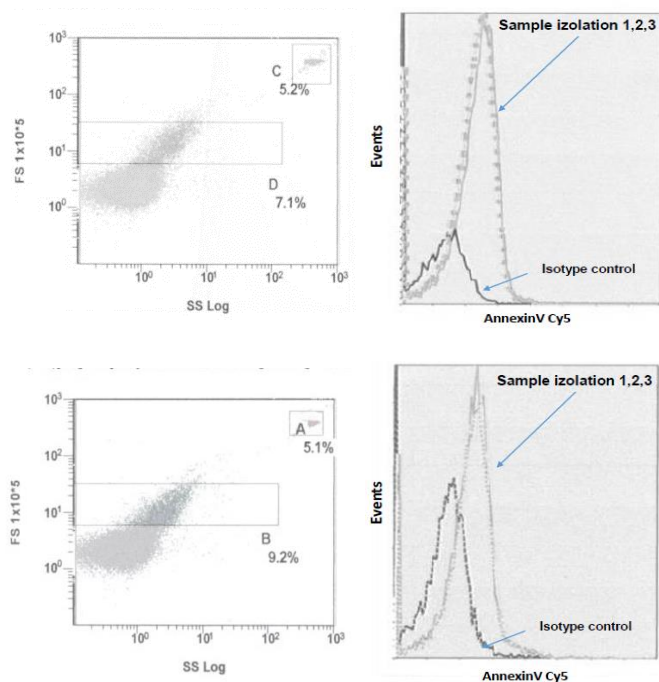 10³
10²
10¹
10⁰
FS 1x10*5
C
5.2%
D
7.1%
10⁰
10¹
10²
10³
SS Log
Events
Sample izolation 1,2,3
Isotype control
AnnexinV Cy5
10³
10²
10¹
10⁰
FS 1x10*5
A
5.1%
B
9.2%
10⁰
10¹
10²
10³
SS Log
Events
Sample izolation 1,2,3
Isotype control
AnnexinV Cy5